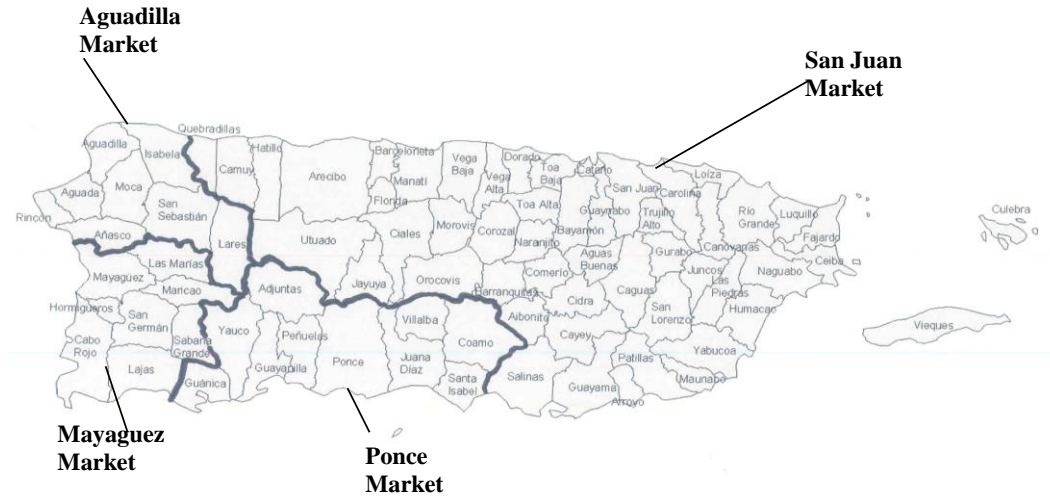 Aguadilla
Market
San Juan
Market
Quebradillas
Aguadilla
Isabela
Camuy
Hatillo
Arecibo
Barceloneta
Manatí
Florida
Vega
Baja
Vega
Alta
Dorado
Toa
Baja
Cataño
San Juan
Carolina
Loíza
Moca
Aguada
San
Sebastián
Rincón
Añasco
Lares
Utuado
Ciales
Morovis
Corozal
Toa Alta
Naranjito
Bayamón
Guaynabo
Trujillo
Alto
Canóvanas
Río
Grande
Luquillo
Fajardo
Ceiba
Culebra
Las Marías
Mayagüez
Maricao
Adjuntas
Jayuya
Orocovis
Barranquitas
Comerío
Aguas
Buenas
Gurabo
Caguas
Juncos
Las
Piedras
Naguabo
Humacao
Hormigueros
San
Germán
Sabana
Grande
Yauco
Peñuelas
Villalba
Coamo
Aibonito
Cidra
Cayey
San
Lorenzo
Yabucoa
Vieques
Cabo
Rojo
Lajas
Guánica
Guayanilla
Ponce
Juana
Díaz
Santa
Isabel
Salinas
Guayama
Patillas
Arroyo
Maunabo
Mayaguez
Market
Ponce
Market